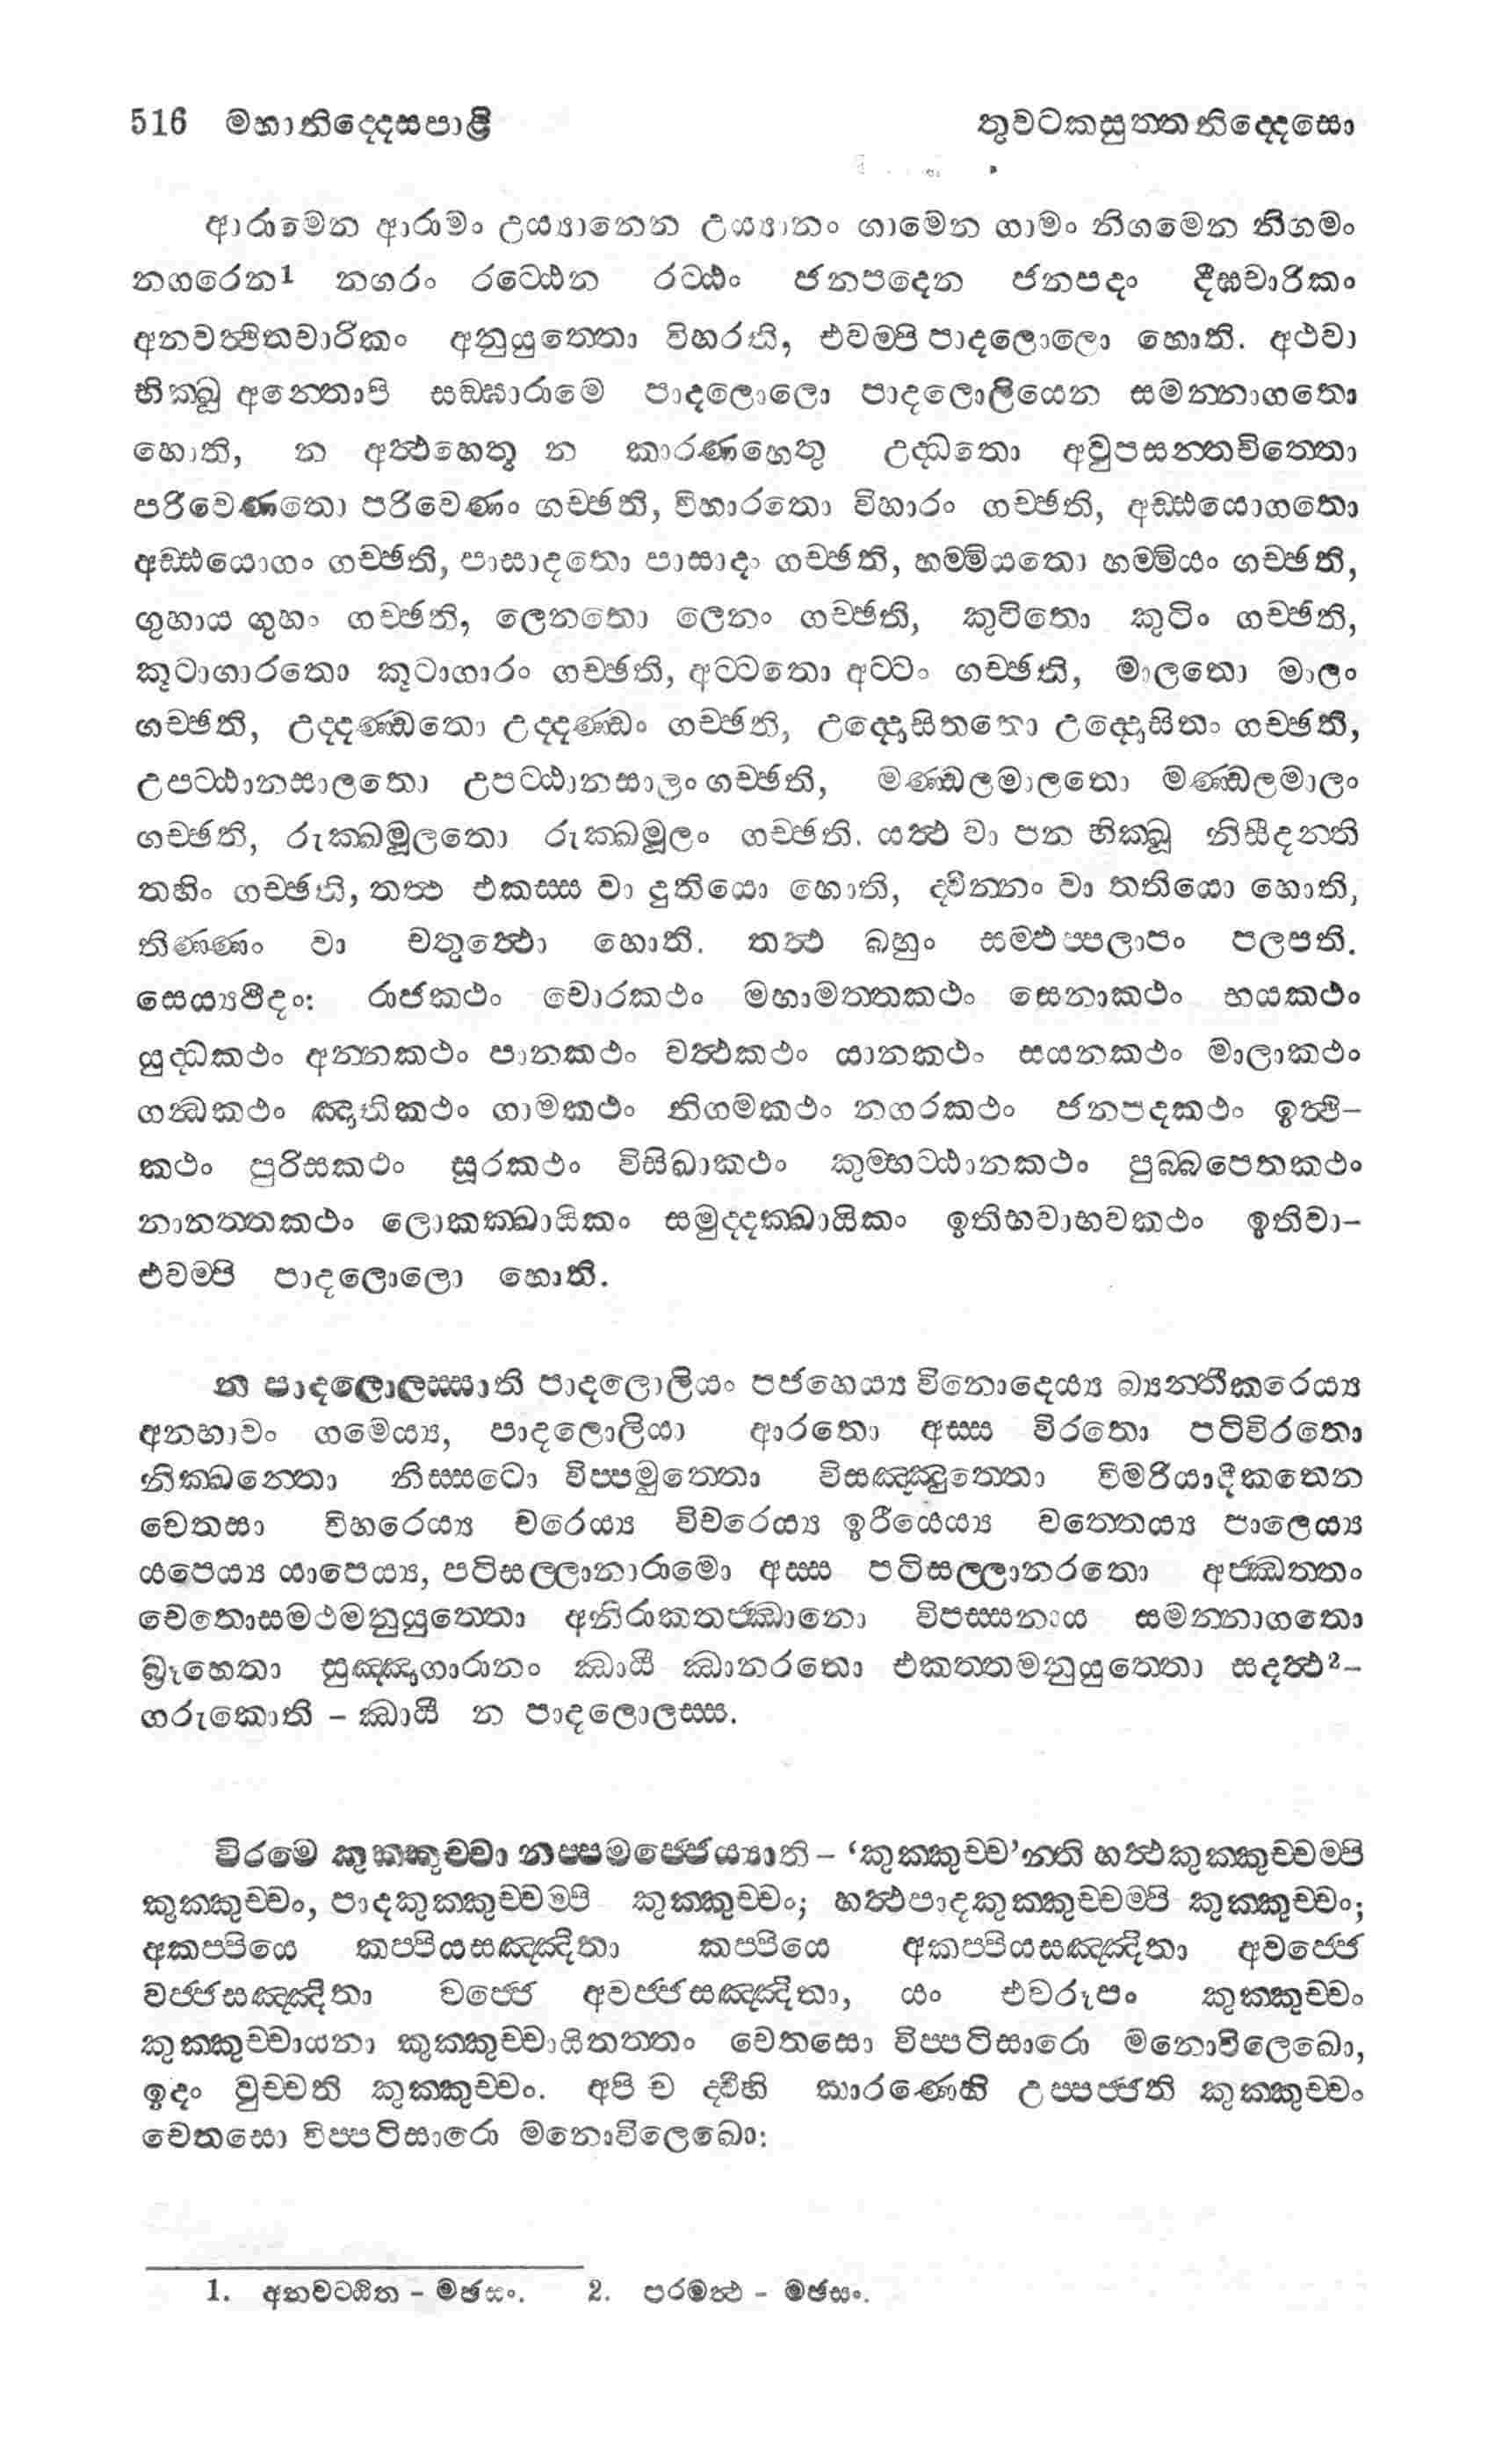 516 මහානිද්දෙසපාළි තුවටකසුත්තනිද්දෙසො
ආරාමෙන ආරාමං උය්‍යානෙන උය්‍යානං ගාමෙන ගාමං නිගමෙන නිගමං
නගරෙන1 නගරං රට්ඨෙන රට්ඨං ජනපදෙන ජනපදං දීඝචාරිකං
අනවත්ථිතචාරිකං අනුයුත්තො විහරති, එවම්පි පාදලොලො හොති. අථවා
භික්ඛු අන්තොපි සඞ්ඝාරාමෙ පාදලොලො පාදලොලියෙන සමන්නාගතො
හොති, න අත්ථහෙතු න කාරණහෙතු උද්ධතො අවූපසන්තචිත්තො
පරිවෙණතො පරිවෙණං ගච්ඡති, විහාරතො විහාරං ගච්ඡති, අඩ්ඪයොගතො
අඩ්ඪයොගං ගච්ඡති, පාසාදතො පාසාදං ගච්ඡති, හම්මියතො හම්මියං ගච්ඡති,
ගුහාය ගුහං ගච්ඡති, ලෙනතො ලෙනං ගච්ඡති, කුටිතො කුටිං ගච්ඡති,
කූටාගාරතො කූටාගාරං ගච්ඡති, අට්ටතො අට්ටං ගච්ඡති, මාලතො මාලං
ගච්ඡති, උද්දණ්ඩතො උද්දණ්ඩං ගච්ඡති, උද්දොසිතතො උද්දොසිතං ගච්ඡති,
උපට්ඨානසාලතො උපට්ඨානසාලං ගච්ඡති, මණ්ඩලමාලතො මණ්ඩලමාලං
ගච්ඡති, රුක්ඛමූලතො රුක්ඛමූලං ගච්ඡති. යත්ථ වා පන භික්ඛූ නිසීදන්ති
තහිං ගච්ඡති, තත්ථ එකස්ස වා දුතියො හොති, ද්වින්නං වා තතියො හොති,
තිණ්ණං වා චතුත්ථො හොති. තත්ථ බහුං සම්ඵප්පලාපං පලපති.
සෙය්‍යථිදං: රාජකථං චොරකථං මහාමත්තකථං සෙනාකථං භයකථං
යුද්ධකථං අන්නකථං පානකථං වත්ථකථං යානකථං සයනකථං මාලාකථං
ගන්ධකථං ඤාතිකථං ගාමකථං නිගමකථං නගරකථං ජනපදකථං ඉත්ථි-
කථං පුරිසකථං සූරකථං විසිඛාකථං කුම්භට්ඨානකථං පුබ්බපෙතකථං
නානත්තකථං ලොකක්ඛායිකං සමුද්දක්ඛායිකං ඉතිභවාභවකථං ඉතිවා-
එවම්පි පාදලොලො හොති.
න පාදලොලස්සාති පාදලොලියං පජහෙය්‍ය විනොදෙය්‍ය බ්‍යන්තීකරෙය්‍ය
අනභාවං ගමෙය්‍ය, පාදලොලියා ආරතො අස්ස විරතො පටිවිරතො
නික්ඛන්තො නිස්සටො විප්පමුත්තො විසඤ්ඤුත්තො විමරියාදීකතෙන
චෙතසා විහරෙය්‍ය චරෙය්‍ය විචරෙය්‍ය ඉරීයෙය්‍ය වත්තෙය්‍ය පාලෙය්‍ය
යපෙය්‍ය යාපෙය්‍ය, පටිසල්ලානාරාමො අස්ස පටිසල්ලානරතො අජ්ඣත්තං
චෙතොසමථමනුයුත්තො අනිරාකතජ්ඣානො විපස්සනාය සමන්නාගතො
බ්‍රෑහෙතා සුඤ්ඤාගාරානං ඣායී ඣානරතො එකත්තමනුයුත්තො සදත්ථ2-
ගරුකොති – ඣායී න පාදලොලස්ස.
විරමෙ කුක්කුච්චා නප්පමජ්ජෙය්‍යාති – ‘කුක්කුච්ච’න්ති හත්ථකුක්කුච්චම්පි
කුක්කුච්චං, පාදකුක්කුච්චම්පි කුක්කුච්චං; හත්ථපාදකුක්කුච්චම්පි කුක්කුච්චං;
අකප්පියෙ කප්පියසඤ්ඤිතා කප්පියෙ අකප්පියසඤ්ඤිතා අවජ්ජෙ
වජ්ජසඤ්ඤිතා වජ්ජෙ අවජ්ජසඤ්ඤිතා, යං එවරූපං කුක්කුච්චං
කුක්කුච්චායනා කුක්කුච්චායිතත්තං චෙතසො විප්පටිසාරො මනොවිලෙඛො,
ඉදං වුච්චති කුක්කුච්චං. අපි ච ද්වීහි කාරණෙහි උප්පජ්ජති කුක්කුච්චං
චෙතසො විප්පටිසාරො මනොවිලෙඛො:
1. අනවට්ඨිත – මඡසං. 2. පරමත්ථ – මඡසං.